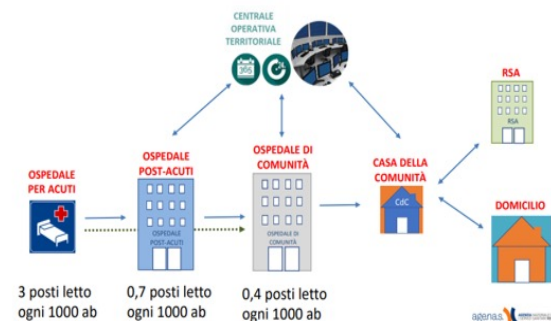 CENTRALE
OPERATIVA
TERRITORIALE
365
RSA
RSA
OSPEDALE
PER ACUTI
OSPEDALE
POST-ACUTI
OSPEDALE
POST-ACUTI
OSPEDALE DI
COMUNITÀ
OSPEDALE DI
COMUNITÀ
CASA DELLA
COMUNITÀ
CdC
DOMICILIO
3 posti letto
ogni 1000 ab
0,7 posti letto
ogni 1000 ab
0,4 posti letto
ogni 1000 ab
agenas